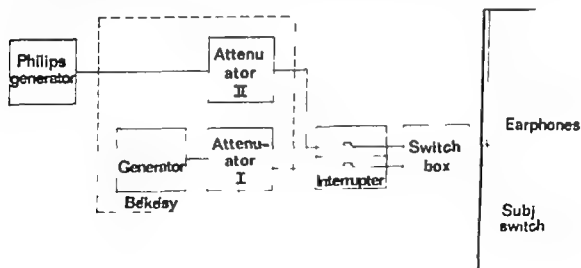 Philips
generator
Attenu
ator
II
Generator
Attenu-
ator
I
Békésy
Interrupter
Switch
box
Earphones
Subj
switch